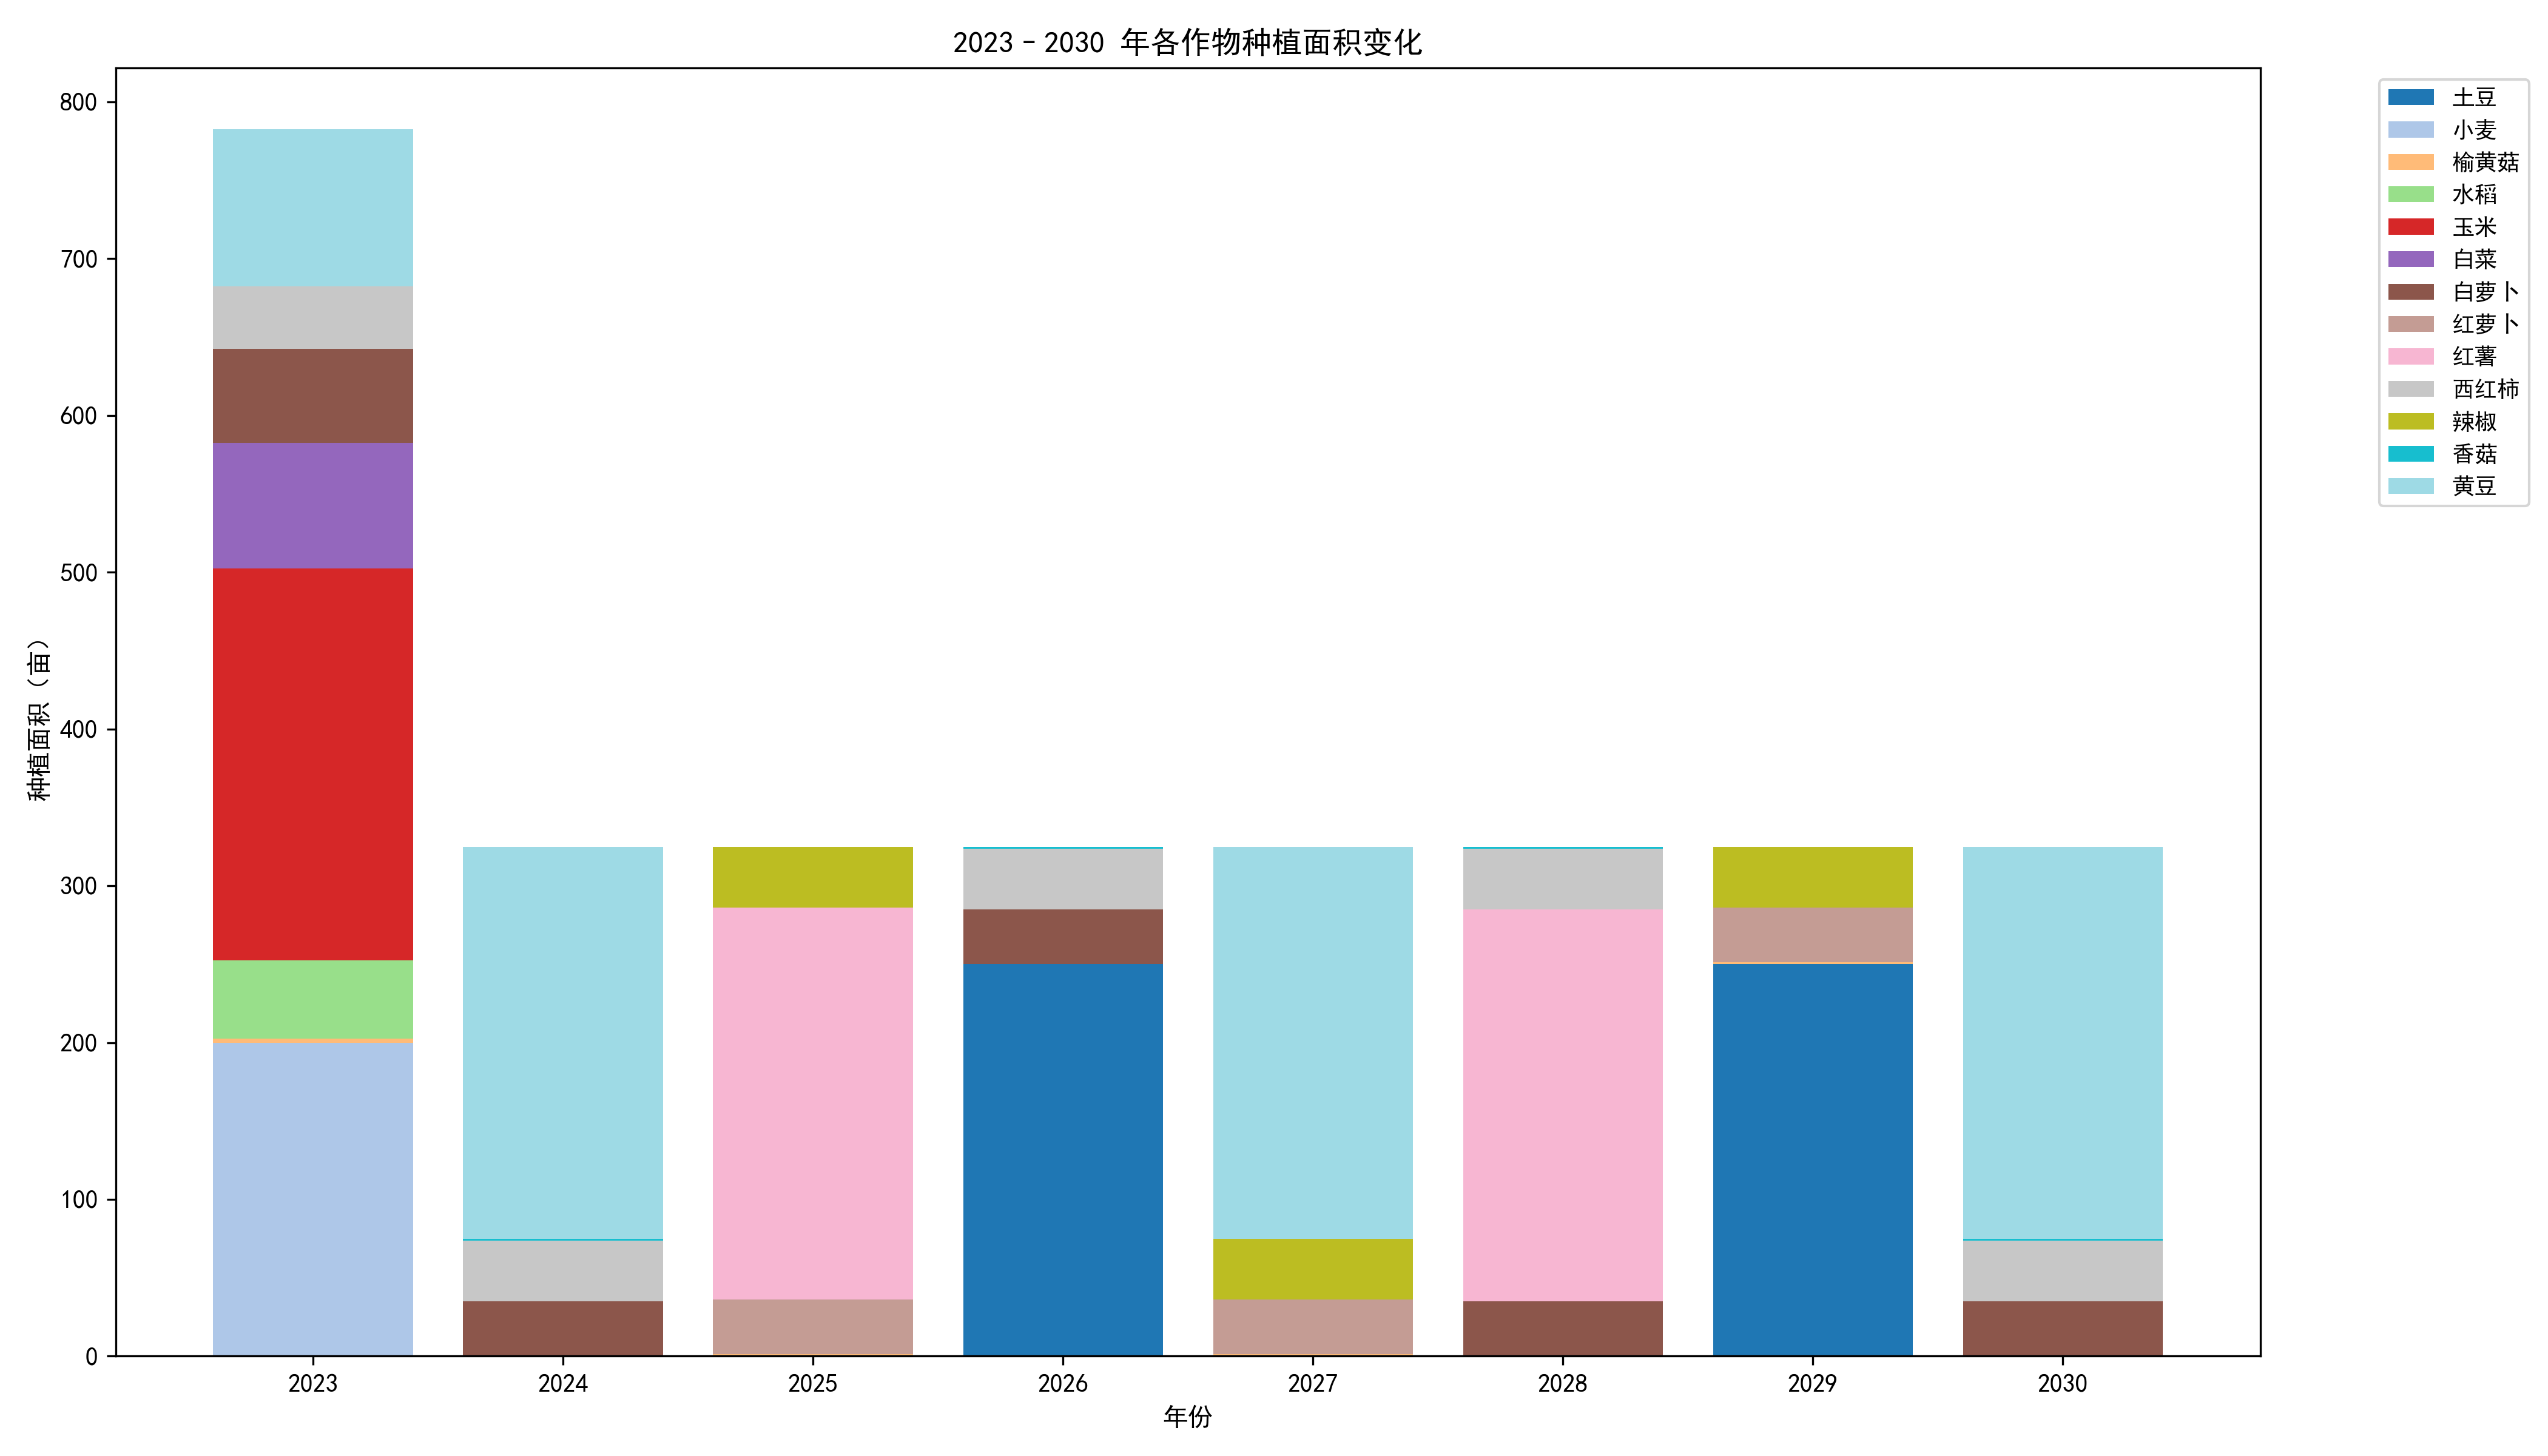 2023-2030 年各作物种植面积变化
种植面积（亩）
800
700
600
500
400
300
200
100
0
2023
2024
2025
2026
2027
2028
2029
2030
年份
土豆
小麦
榆黄菇
水稻
玉米
白菜
白萝卜
红萝卜
红薯
西红柿
辣椒
香菇
黄豆